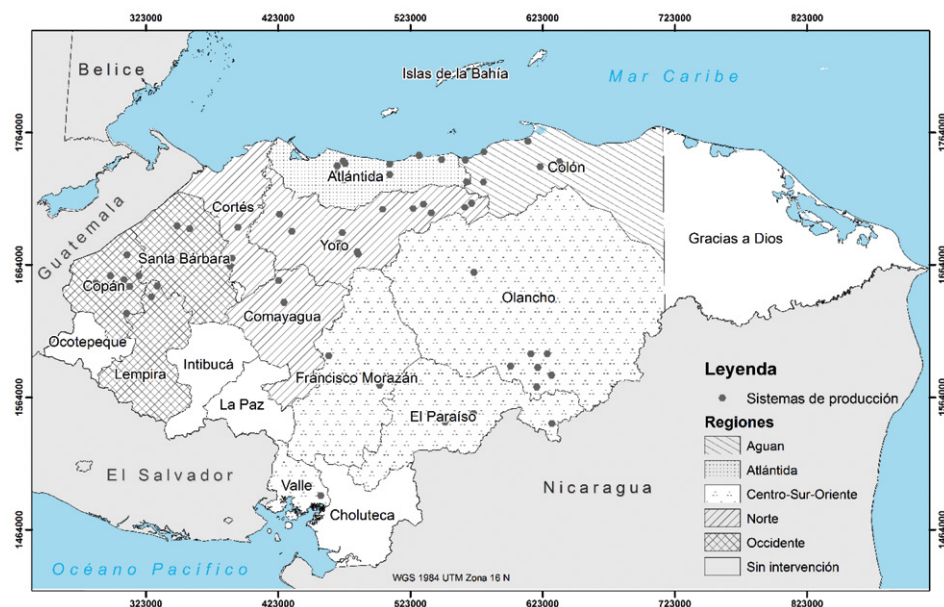 323000 423000 523000 623000 723000 823000
Belice
Islas de la Bahía
Mar Caribe
1764000 1764000
Guatemala
Atlántida
Colón
Cortés
Yoro
Gracias a Dios
Santa Bárbara
1664000 1664000
Copán
Olancho
Comayagua
Ocotepeque
Intibucá
Lempira
Francisco Morazán
La Paz
El Paraíso
1564000 1564000
El Salvador
Valle
Nicaragua
Choluteca
1464000 1464000
Océano Pacífico
WGS 1984 UTM Zona 16 N
Leyenda
Sistemas de producción
Regiones
Aguan
Atlántida
Centro-Sur-Oriente
Norte
Occidente
Sin intervención
323000 423000 523000 623000 723000 823000